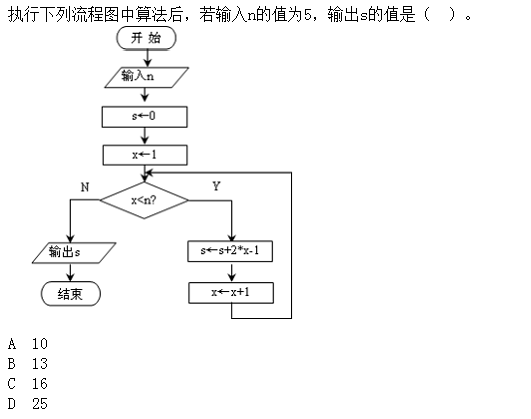 执行下列流程图中算法后，若输入n的值为5，输出s的值是（ ）。
开 始
输入n
s←0
x←1
N
Y
x<n?
输出s
s←s+2*x-1
结束
x←x+1
A 10
B 13
C 16
D 25